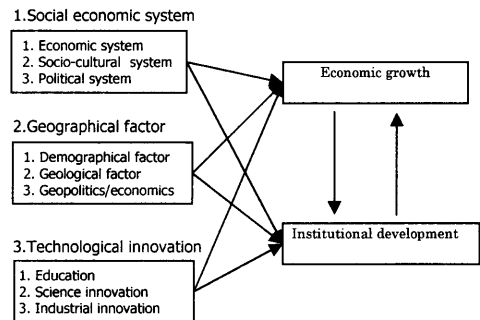 1.Social economic system
1. Economic system
2. Socio-cultural system
3. Political system
Economic growth
2.Geographical factor
1. Demographical factor
2. Geological factor
3. Geopolitics/economics
Institutional development
3.Technological innovation
1. Education
2. Science innovation
3. Industrial innovation